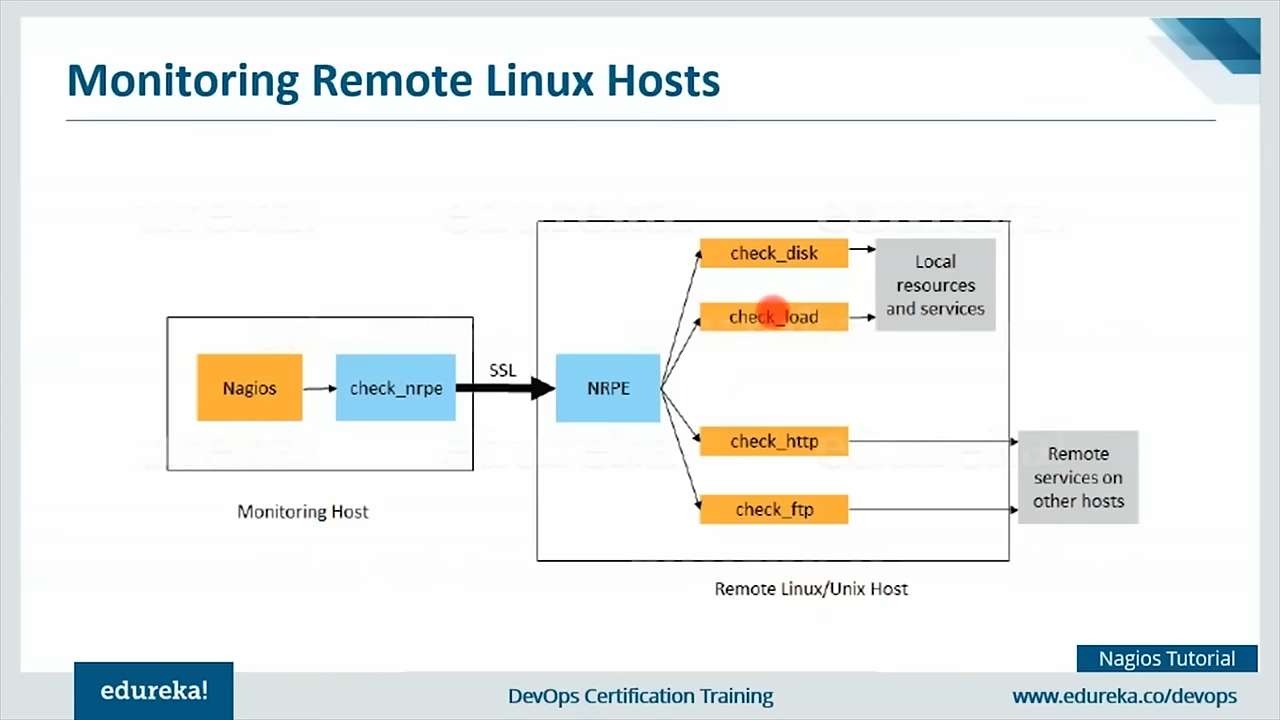 Monitoring Remote Linux Hosts
check_disk
Local
resources
and services
check_load
Nagios
check_nrpe
SSL
NRPE
check_http
Remote
services on
other hosts
check_ftp
Monitoring Host
Remote Linux/Unix Host
Nagios Tutorial
edureka!
DevOps Certification Training
www.edureka.co/devops